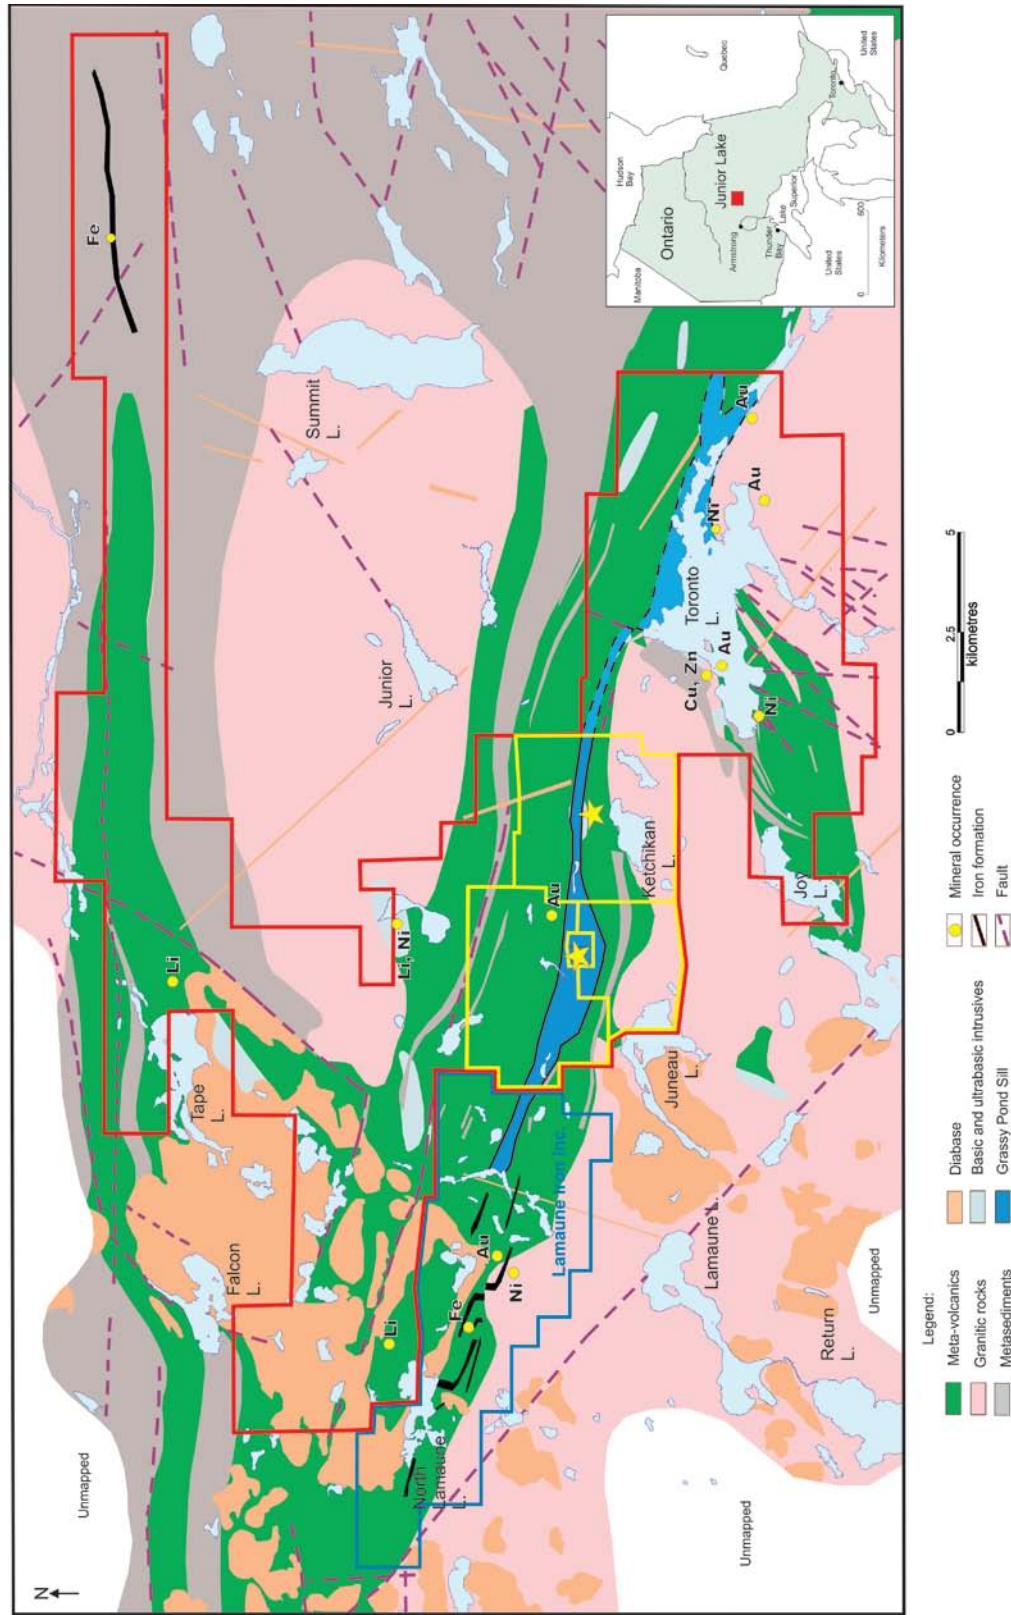 N
Unmapped
Falcon
L.
Tape
L.
Li
Fe
Junior
L.
Summit
L.
Li
Li, Ni
North
Lamaune
L.
Fe
Au
Ni
Lamaune Iron Inc.
Au
Juneau
L.
Ketchikan
L.
Cu, Zn
Au
Ni
Toronto
L.
Ni
Au
Au
Joy
L.
Lamaune L.
Return
L.
Unmapped
Unmapped
Manitoba
Hudson
Bay
Ontario
Quebec
Junior Lake
Armstrong
Thunder
Bay
Lake
Superior
United
States
Toronto
United
States
0
600
Kilometers
Legend:
Meta-volcanics
Granitic rocks
Metasediments
Diabase
Basic and ultrabasic intrusives
Grassy Pond Sill
Mineral occurrence
Iron formation
Fault
0
2.5
5
kilometres